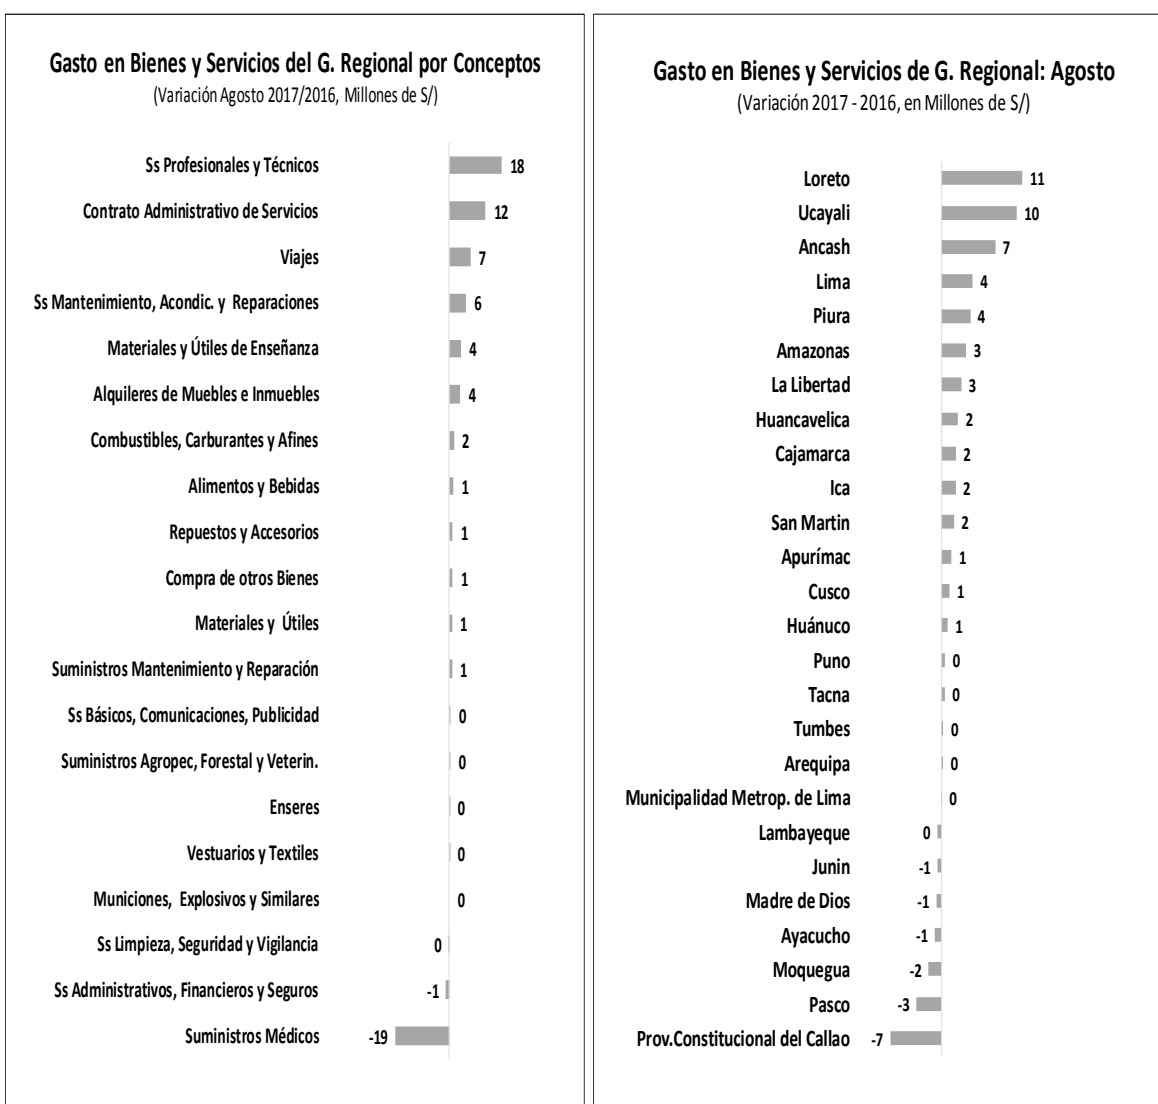 Gasto en Bienes y Servicios del G. Regional por Conceptos
(Variación Agosto 2017/2016, Millones de S/)
Ss Profesionales y Técnicos 18
Contrato Administrativo de Servicios 12
Viajes 7
Ss Mantenimiento, Acondic. y Reparaciones 6
Materiales y Útiles de Enseñanza 4
Alquileres de Muebles e Inmuebles 4
Combustibles, Carburantes y Afines 2
Alimentos y Bebidas 1
Repuestos y Accesorios 1
Compra de otros Bienes 1
Materiales y Útiles 1
Suministros Mantenimiento y Reparación 1
Ss Básicos, Comunicaciones, Publicidad 0
Suministros Agropec, Forestal y Veterin. 0
Enseres 0
Vestuarios y Textiles 0
Municiones, Explosivos y Similares 0
Ss Limpieza, Seguridad y Vigilancia 0
Ss Administrativos, Financieros y Seguros -1
Suministros Médicos -19
Gasto en Bienes y Servicios de G. Regional: Agosto
(Variación 2017 - 2016, en Millones de S/)
Loreto 11
Ucayali 10
Ancash 7
Lima 4
Piura 4
Amazonas 3
La Libertad 3
Huancavelica 2
Cajamarca 2
Ica 2
San Martin 2
Apurímac 1
Cusco 1
Huánuco 1
Puno 0
Tacna 0
Tumbes 0
Arequipa 0
Municipalidad Metrop. de Lima 0
Lambayeque 0
Junin -1
Madre de Dios -1
Ayacucho -1
Moquegua -2
Pasco -3
Prov.Constitucional del Callao -7